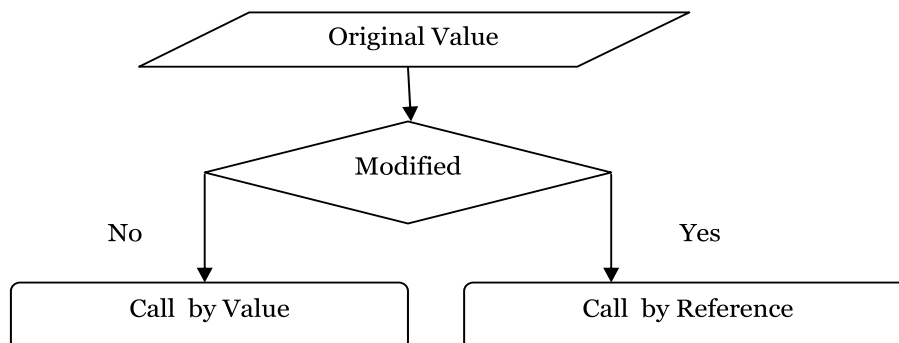 Original Value
Modified
No
Yes
Call by Value
Call by Reference